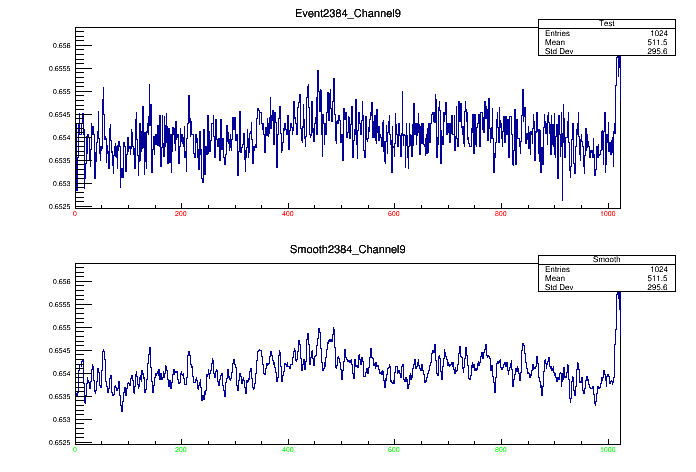 Event2384_Channel9
Test
Entries 1024
Mean 511.5
Std Dev 295.6
0.656
0.6555
0.655
0.6545
0.654
0.6535
0.653
0.6525
0 200 400 600 800 1000
Smooth2384_Channel9
Smooth
Entries 1024
Mean 511.5
Std Dev 295.6
0.656
0.6555
0.655
0.6545
0.654
0.6535
0.653
0.6525
0 200 400 600 800 1000